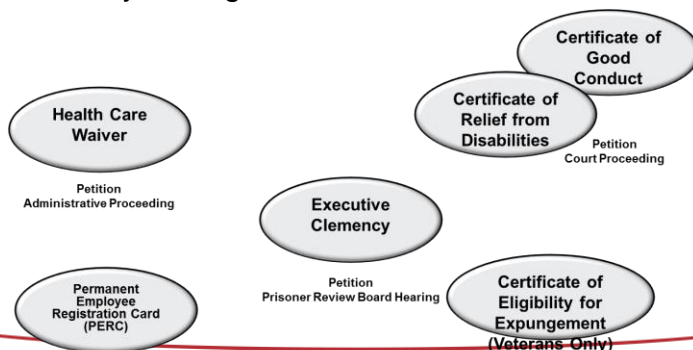 Certificate of
Good
Conduct
Health Care
Waiver
Certificate of
Relief from
Disabilities
Petition
Court Proceeding
Petition
Administrative Proceeding
Executive
Clemency
Petition
Prisoner Review Board Hearing
Permanent
Employee
Registration Card
(PERC)
Certificate of
Eligibility for
Expungement
(Veterans Only)